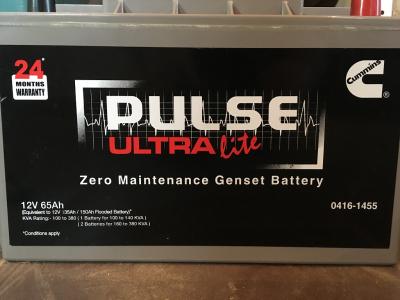 24*
MONTHS
WARRANTY
Cummins
PULSE
ULTRA lite
Zero Maintenance Genset Battery
12V 65Ah
0416-1455
(Equivalent to 12V 135Ah / 150Ah Flooded Battery)*
KVA Rating: - 100 to 380 ( 1 Battery for 100 to 140 KVA )
( 2 Batteries for 160 to 380 KVA )
*Conditions apply